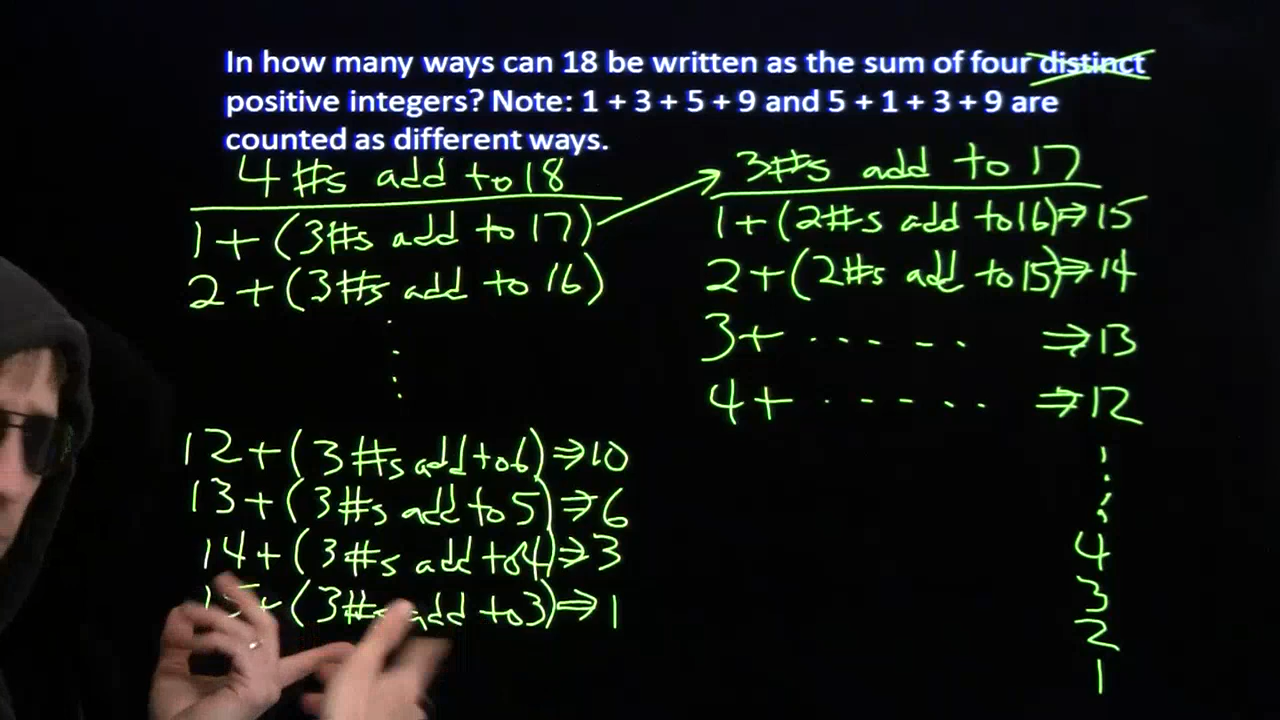 In how many ways can 18 be written as the sum of four distinct
positive integers? Note: 1 + 3 + 5 + 9 and 5 + 1 + 3 + 9 are
counted as different ways.
4 #s add to 18
1 + (3#s add to 17)
2 + (3#s add to 16)
12 + (3 #s add to 6) ⇒ 10
13 + (3 #s add to 5) ⇒ 6
14 + (3 #s add to 4) ⇒ 3
15 + (3 #s add to 3) ⇒ 1
3#s add to 17
1 + (2#s add to 16) ⇒ 15
2 + (2#s add to 15) ⇒ 14
3 + ..... ⇒ 13
4 + ..... ⇒ 12
4
3
2
1